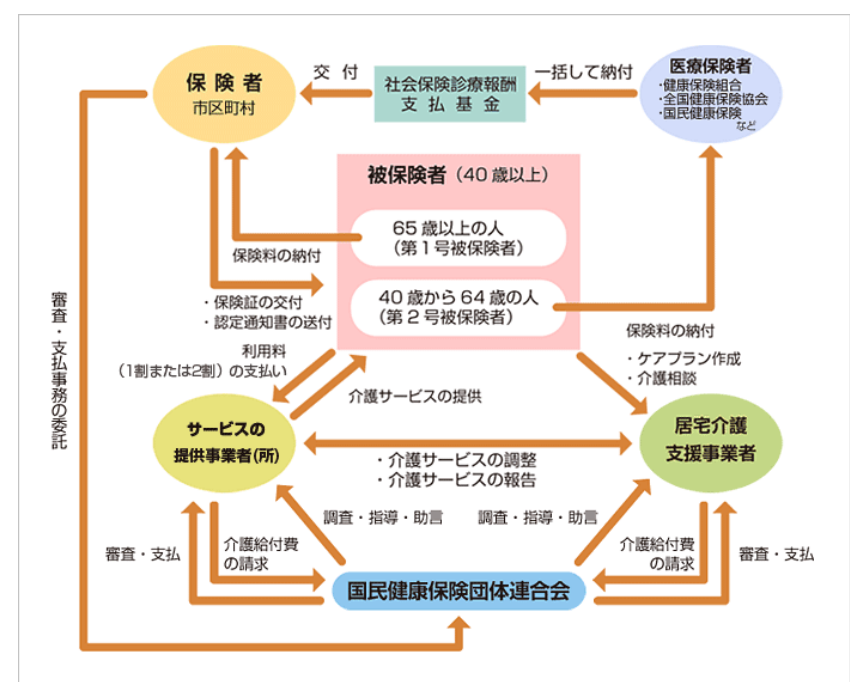 保険者
市区町村
交付
社会保険診療報酬
支払基金
一括して納付
医療保険者
・健康保険組合
・全国健康保険協会
・国民健康保険
など
被保険者（40歳以上）
65歳以上の人
（第1号被保険者）
保険料の納付
40歳から64歳の人
（第2号被保険者）
・保険証の交付
・認定通知書の送付
保険料の納付
審査・支払事務の委託
利用料
（1割または2割）の支払い
介護サービスの提供
・ケアプラン作成
・介護相談
サービスの
提供事業者(所)
居宅介護
支援事業者
・介護サービスの調整
・介護サービスの報告
調査・指導・助言
調査・指導・助言
審査・支払
介護給付費
の請求
介護給付費
の請求
審査・支払
国民健康保険団体連合会